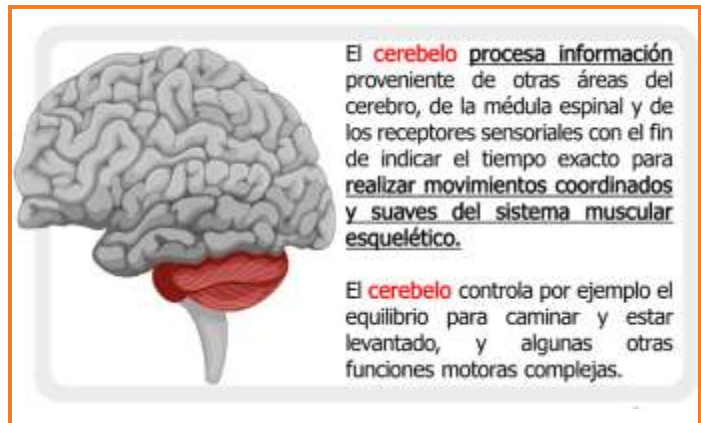 El cerebelo procesa información
proveniente de otras áreas del
cerebro, de la médula espinal y de
los receptores sensoriales con el fin
de indicar el tiempo exacto para
realizar movimientos coordinados
y suaves del sistema muscular
esquelético.
El cerebelo controla por ejemplo el
equilibrio para caminar y estar
levantado, y algunas otras
funciones motoras complejas.